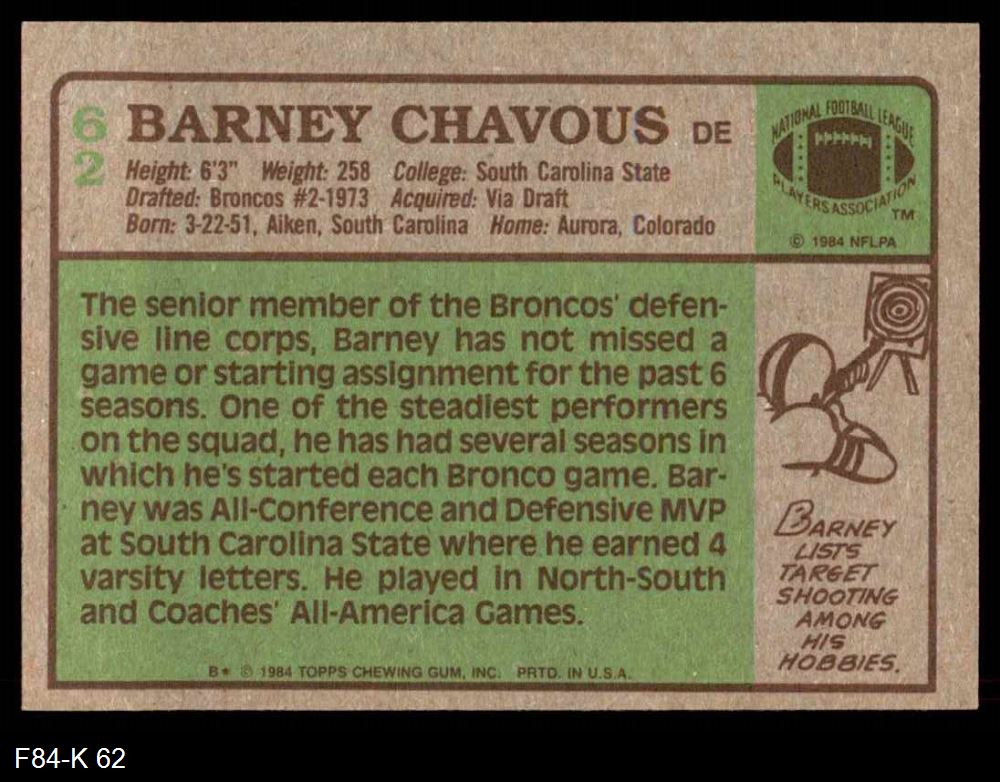 62
BARNEY CHAVOUS DE
Height: 6'3" Weight: 258 College: South Carolina State
Drafted: Broncos #2-1973 Acquired: Via Draft
Born: 3-22-51, Aiken, South Carolina Home: Aurora, Colorado
NATIONAL FOOTBALL LEAGUE
PLAYERS ASSOCIATION
TM
© 1984 NFLPA
The senior member of the Broncos' defen-
sive line corps, Barney has not missed a
game or starting assignment for the past 6
seasons. One of the steadiest performers
on the squad, he has had several seasons in
which he's started each Bronco game. Bar-
ney was All-Conference and Defensive MVP
at South Carolina State where he earned 4
varsity letters. He played in North-South
and Coaches' All-America Games.
BARNEY
LISTS
TARGET
SHOOTING
AMONG
HIS
HOBBIES.
B* © 1984 TOPPS CHEWING GUM, INC. PRTD. IN U.S.A.
F84-K 62